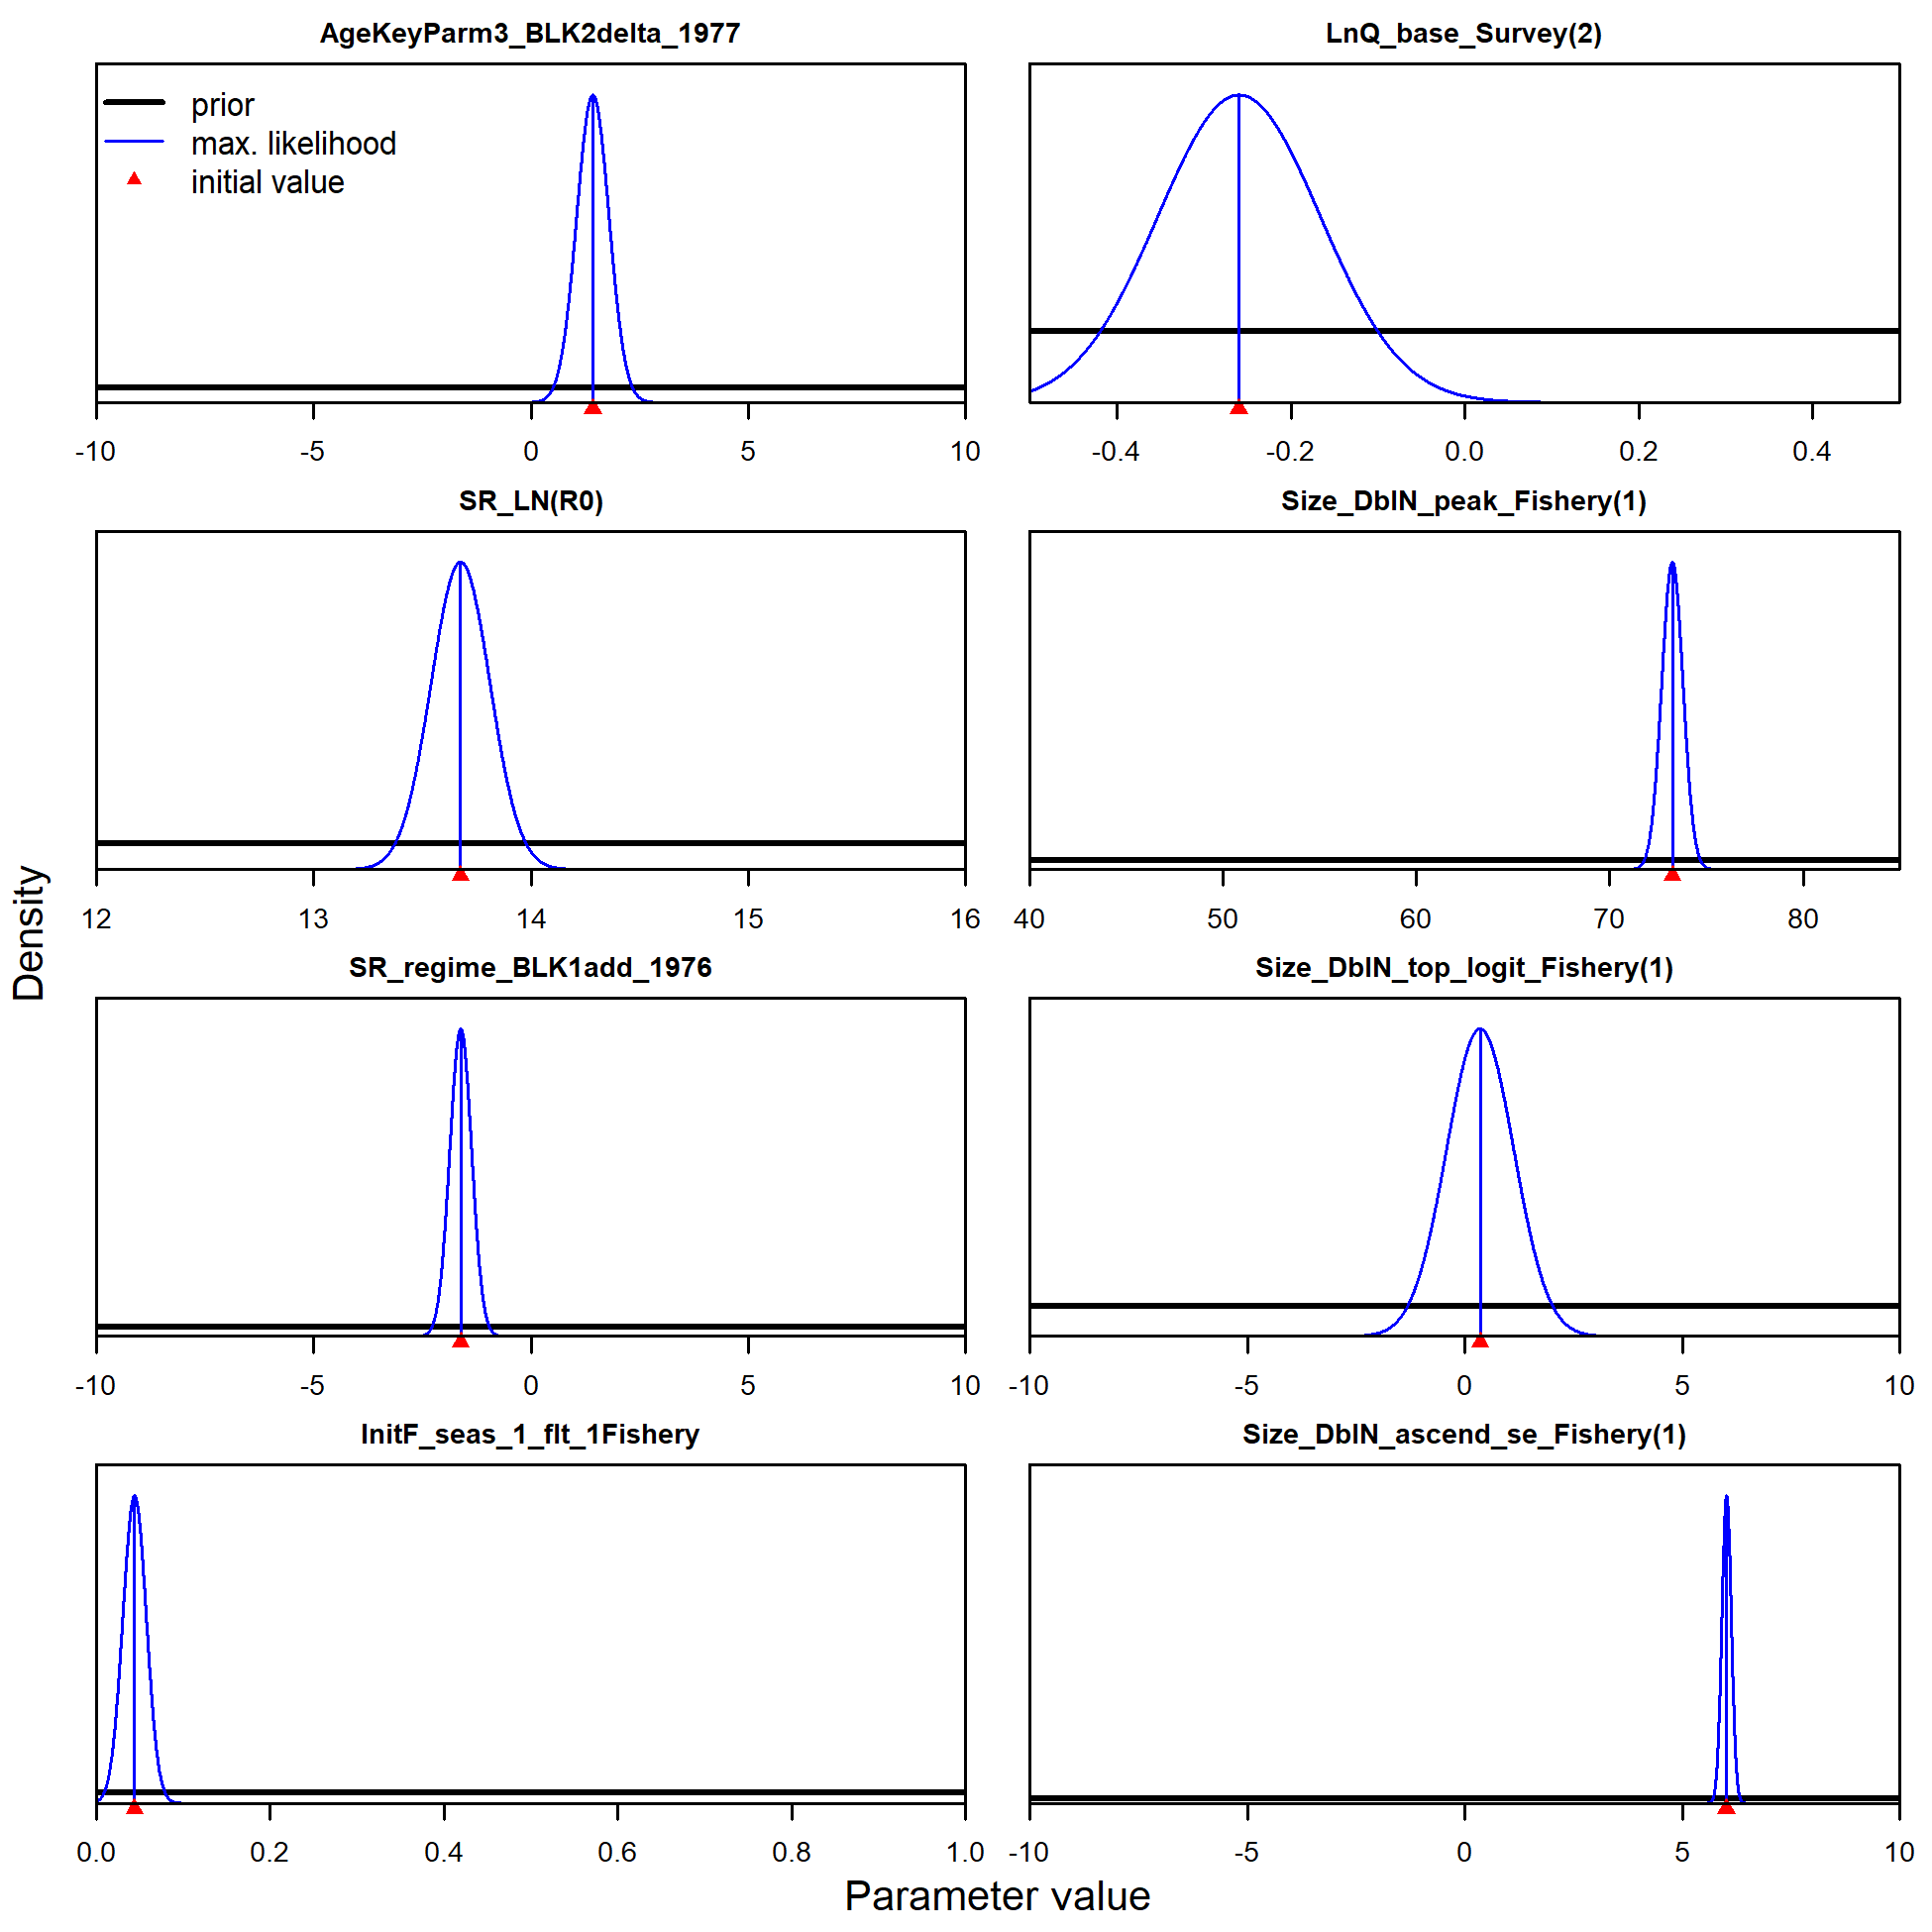 AgeKeyParm3_BLK2delta_1977
prior
max. likelihood
initial value
-10 -5 0 5 10
LnQ_base_Survey(2)
-0.4 -0.2 0.0 0.2 0.4
SR_LN(R0)
12 13 14 15 16
Size_DblN_peak_Fishery(1)
40 50 60 70 80
SR_regime_BLK1add_1976
-10 -5 0 5 10
Size_DblN_top_logit_Fishery(1)
-10 -5 0 5 10
InitF_seas_1_flt_1Fishery
0.0 0.2 0.4 0.6 0.8 1.0
Size_DblN_ascend_se_Fishery(1)
-10 -5 0 5 10
Density
Parameter value